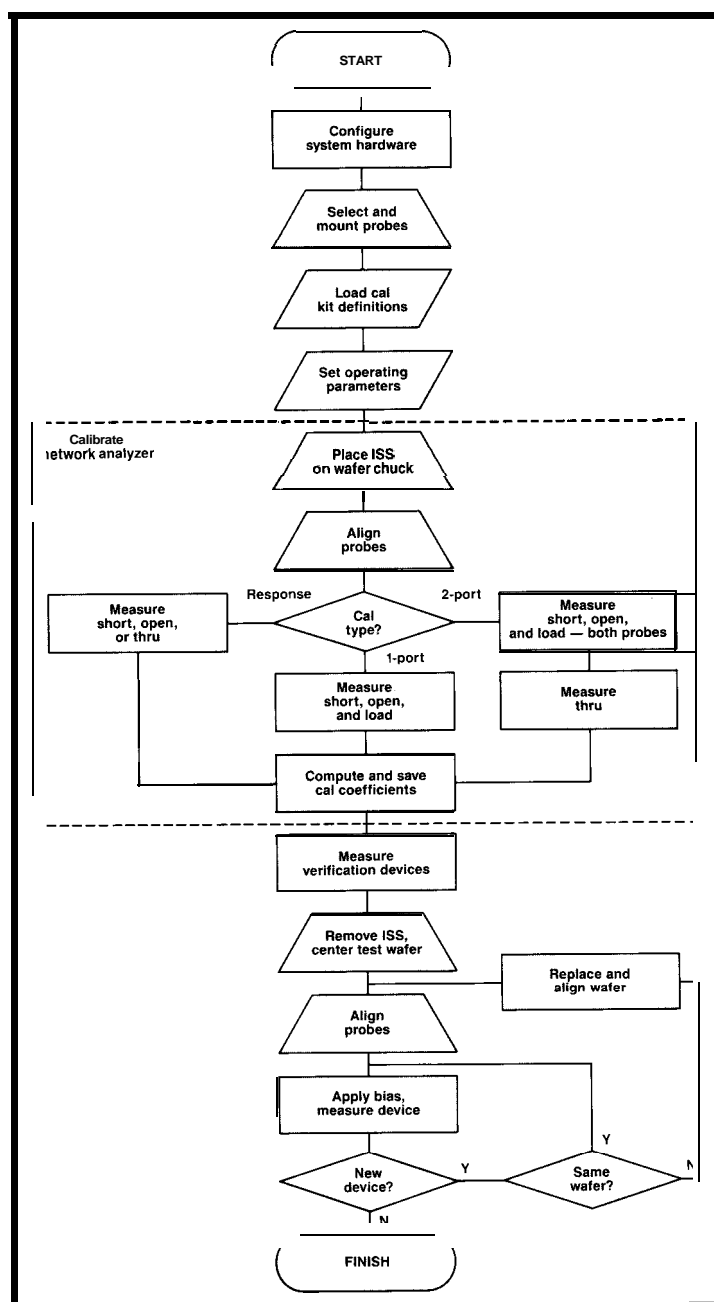 START
Configure
system hardware
Select and
mount probes
Load cal
kit definitions
Set operating
parameters
Calibrate
network analyzer
Place ISS
on wafer chuck
Align
probes
Response
2-port
Measure
short, open,
or thru
Cal
type?
Measure
short, open,
and load — both probes
1-port
Measure
short, open,
and load
Measure
thru
Compute and save
cal coefficients
Measure
verification devices
Remove ISS,
center test wafer
Replace and
align wafer
Align
probes
Apply bias,
measure device
Y
New
device?
Y
Same
wafer?
N
N
FINISH